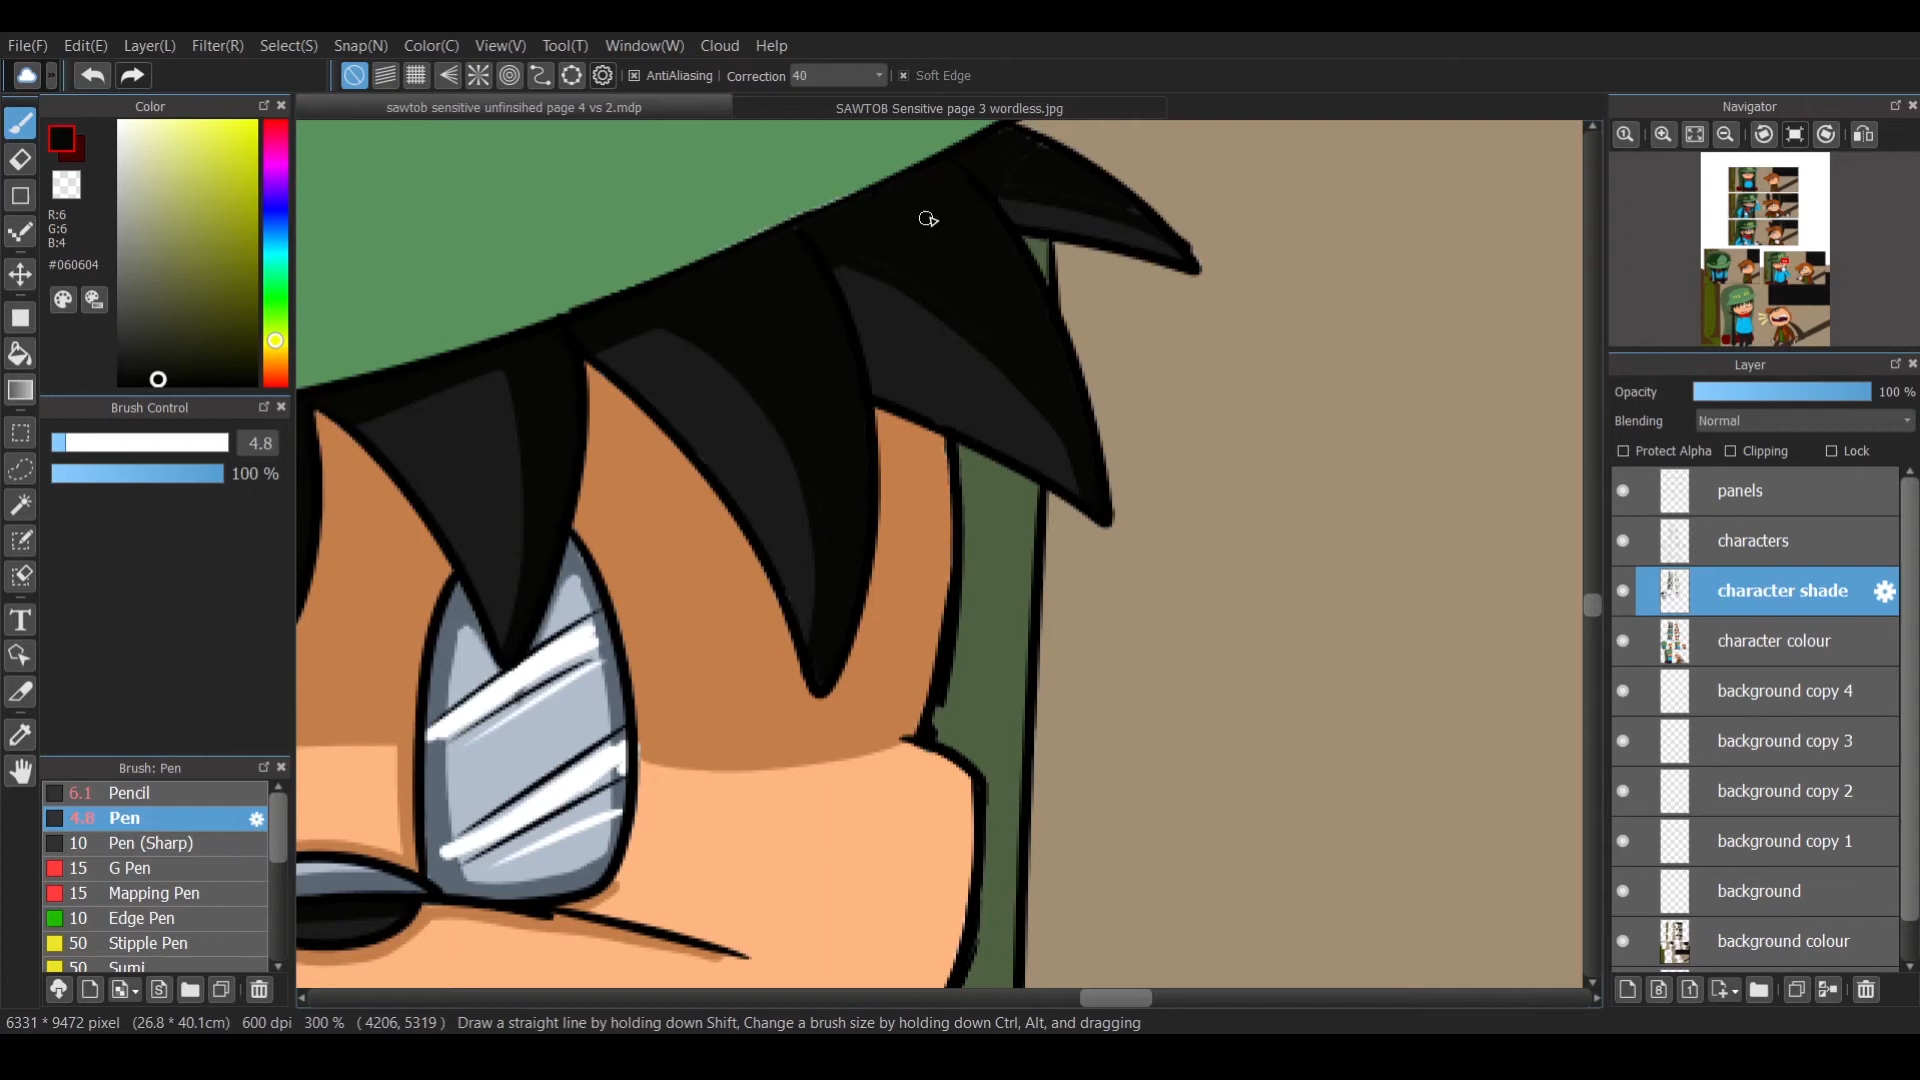 File(F) Edit(E) Layer(L) Filter(R) Select(S) Snap(N) Color(C) View(V) Tool(T) Window(W) Cloud Help
AntiAliasing Correction 40 Soft Edge
Color
sawtob sensitive unfinsihed page 4 vs 2.mdp
SAWTOB Sensitive page 3 wordless.jpg
Navigator
R:6
G:6
B:4
#060604
Brush Control
4.8
100 %
Brush: Pen
6.1 Pencil
4.8 Pen
10 Pen (Sharp)
15 G Pen
15 Mapping Pen
10 Edge Pen
50 Stipple Pen
50 Sumi
Layer
Opacity 100 %
Blending Normal
Protect Alpha Clipping Lock
panels
characters
character shade
character colour
background copy 4
background copy 3
background copy 2
background copy 1
background
background colour
6331 * 9472 pixel (26.8 * 40.1cm) 600 dpi 300 % ( 4206, 5319 ) Draw a straight line by holding down Shift, Change a brush size by holding down Ctrl, Alt, and dragging